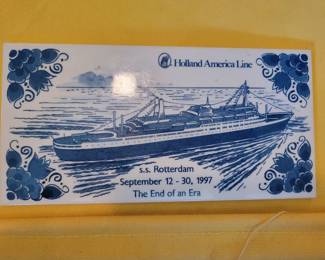 Holland America Line
s.s. Rotterdam
September 12 - 30, 1997
The End of an Era